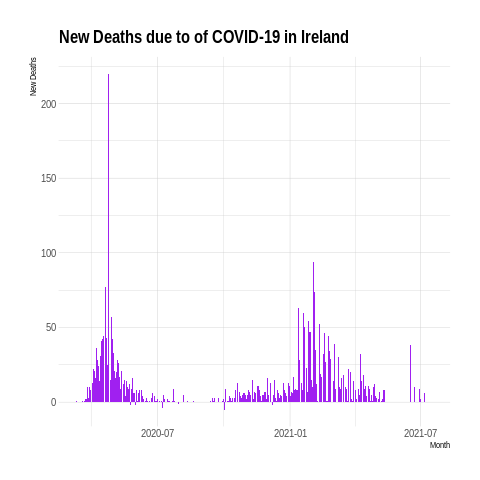 New Deaths due to of COVID-19 in Ireland
New Deaths
200
150
100
50
0
2020-07
2021-01
2021-07
Month